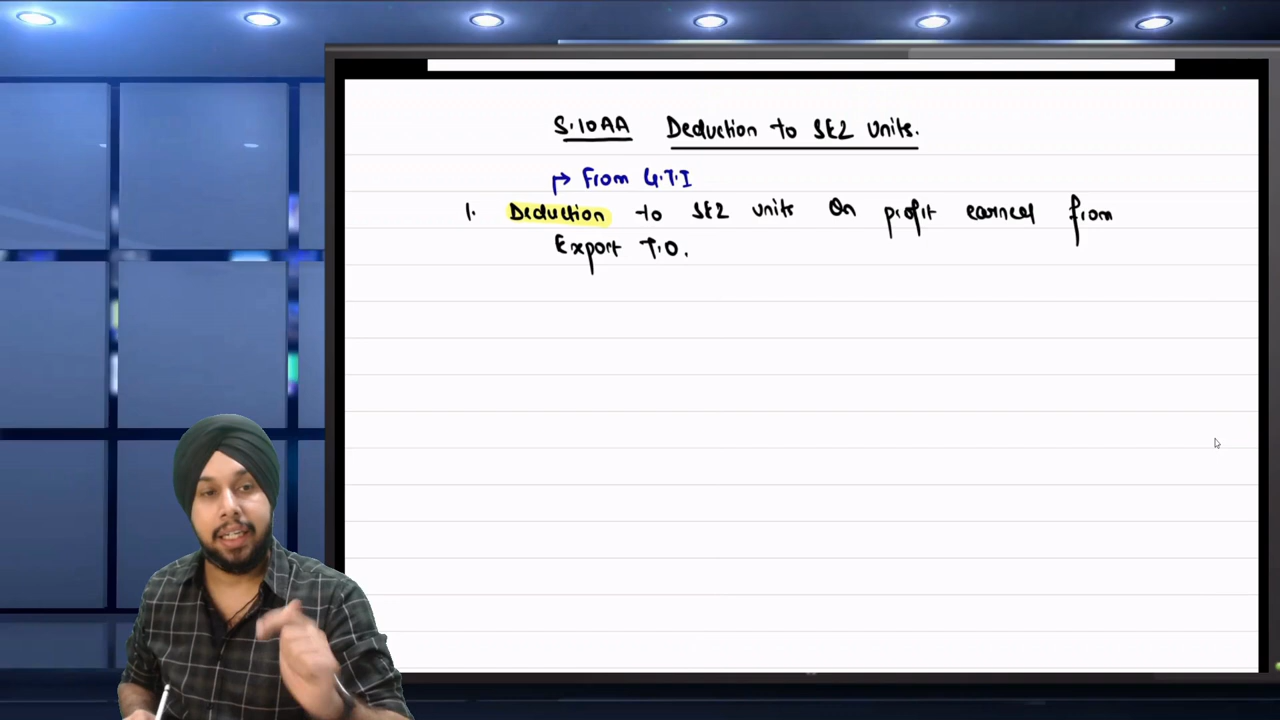 S.10AA Deduction to SEZ units.
↱ From G.T.I
1. Deduction to SEZ units On profit earned from
Export T.O.